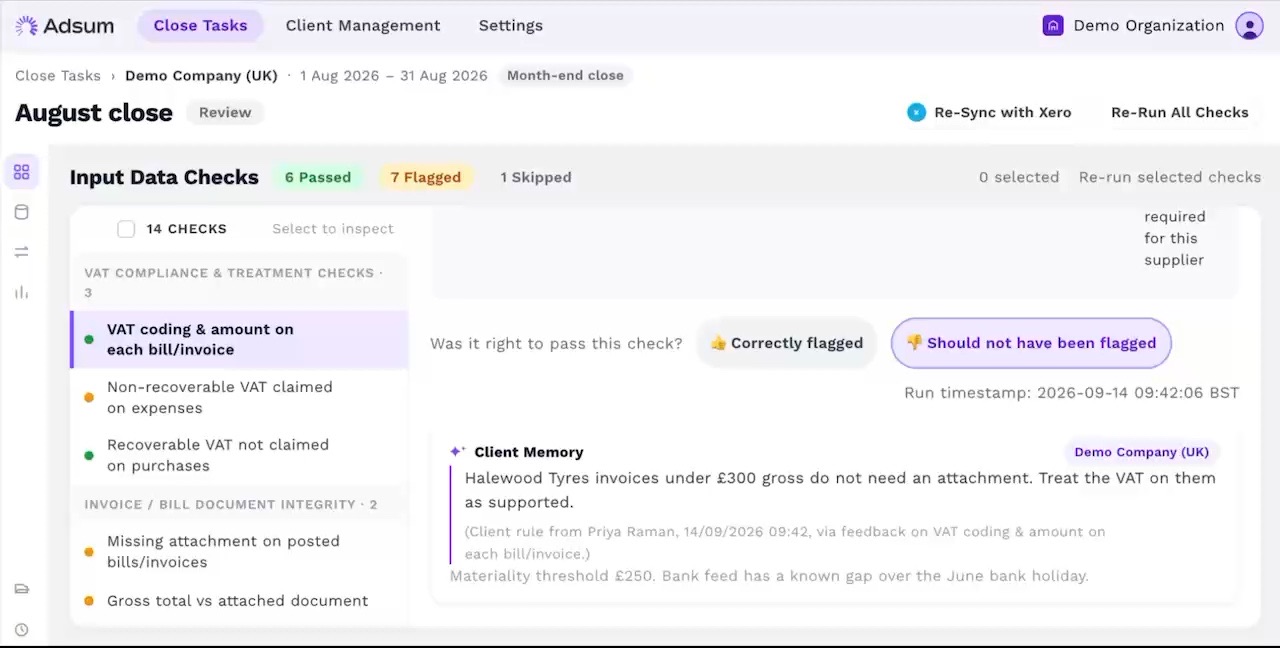 Adsum
Close Tasks
Client Management
Settings
Demo Organization
Close Tasks › Demo Company (UK) · 1 Aug 2026 – 31 Aug 2026 Month-end close
August close Review
Re-Sync with Xero
Re-Run All Checks
Input Data Checks 6 Passed 7 Flagged 1 Skipped
0 selected Re-run selected checks
14 CHECKS Select to inspect
VAT COMPLIANCE & TREATMENT CHECKS ·
3
VAT coding & amount on
each bill/invoice
Non-recoverable VAT claimed
on expenses
Recoverable VAT not claimed
on purchases
INVOICE / BILL DOCUMENT INTEGRITY · 2
Missing attachment on posted
bills/invoices
Gross total vs attached document
required
for this
supplier
Was it right to pass this check? 👍 Correctly flagged 👎 Should not have been flagged
Run timestamp: 2026-09-14 09:42:06 BST
Client Memory
Demo Company (UK)
Halewood Tyres invoices under £300 gross do not need an attachment. Treat the VAT on them
as supported.
(Client rule from Priya Raman, 14/09/2026 09:42, via feedback on VAT coding & amount on
each bill/invoice.)
Materiality threshold £250. Bank feed has a known gap over the June bank holiday.